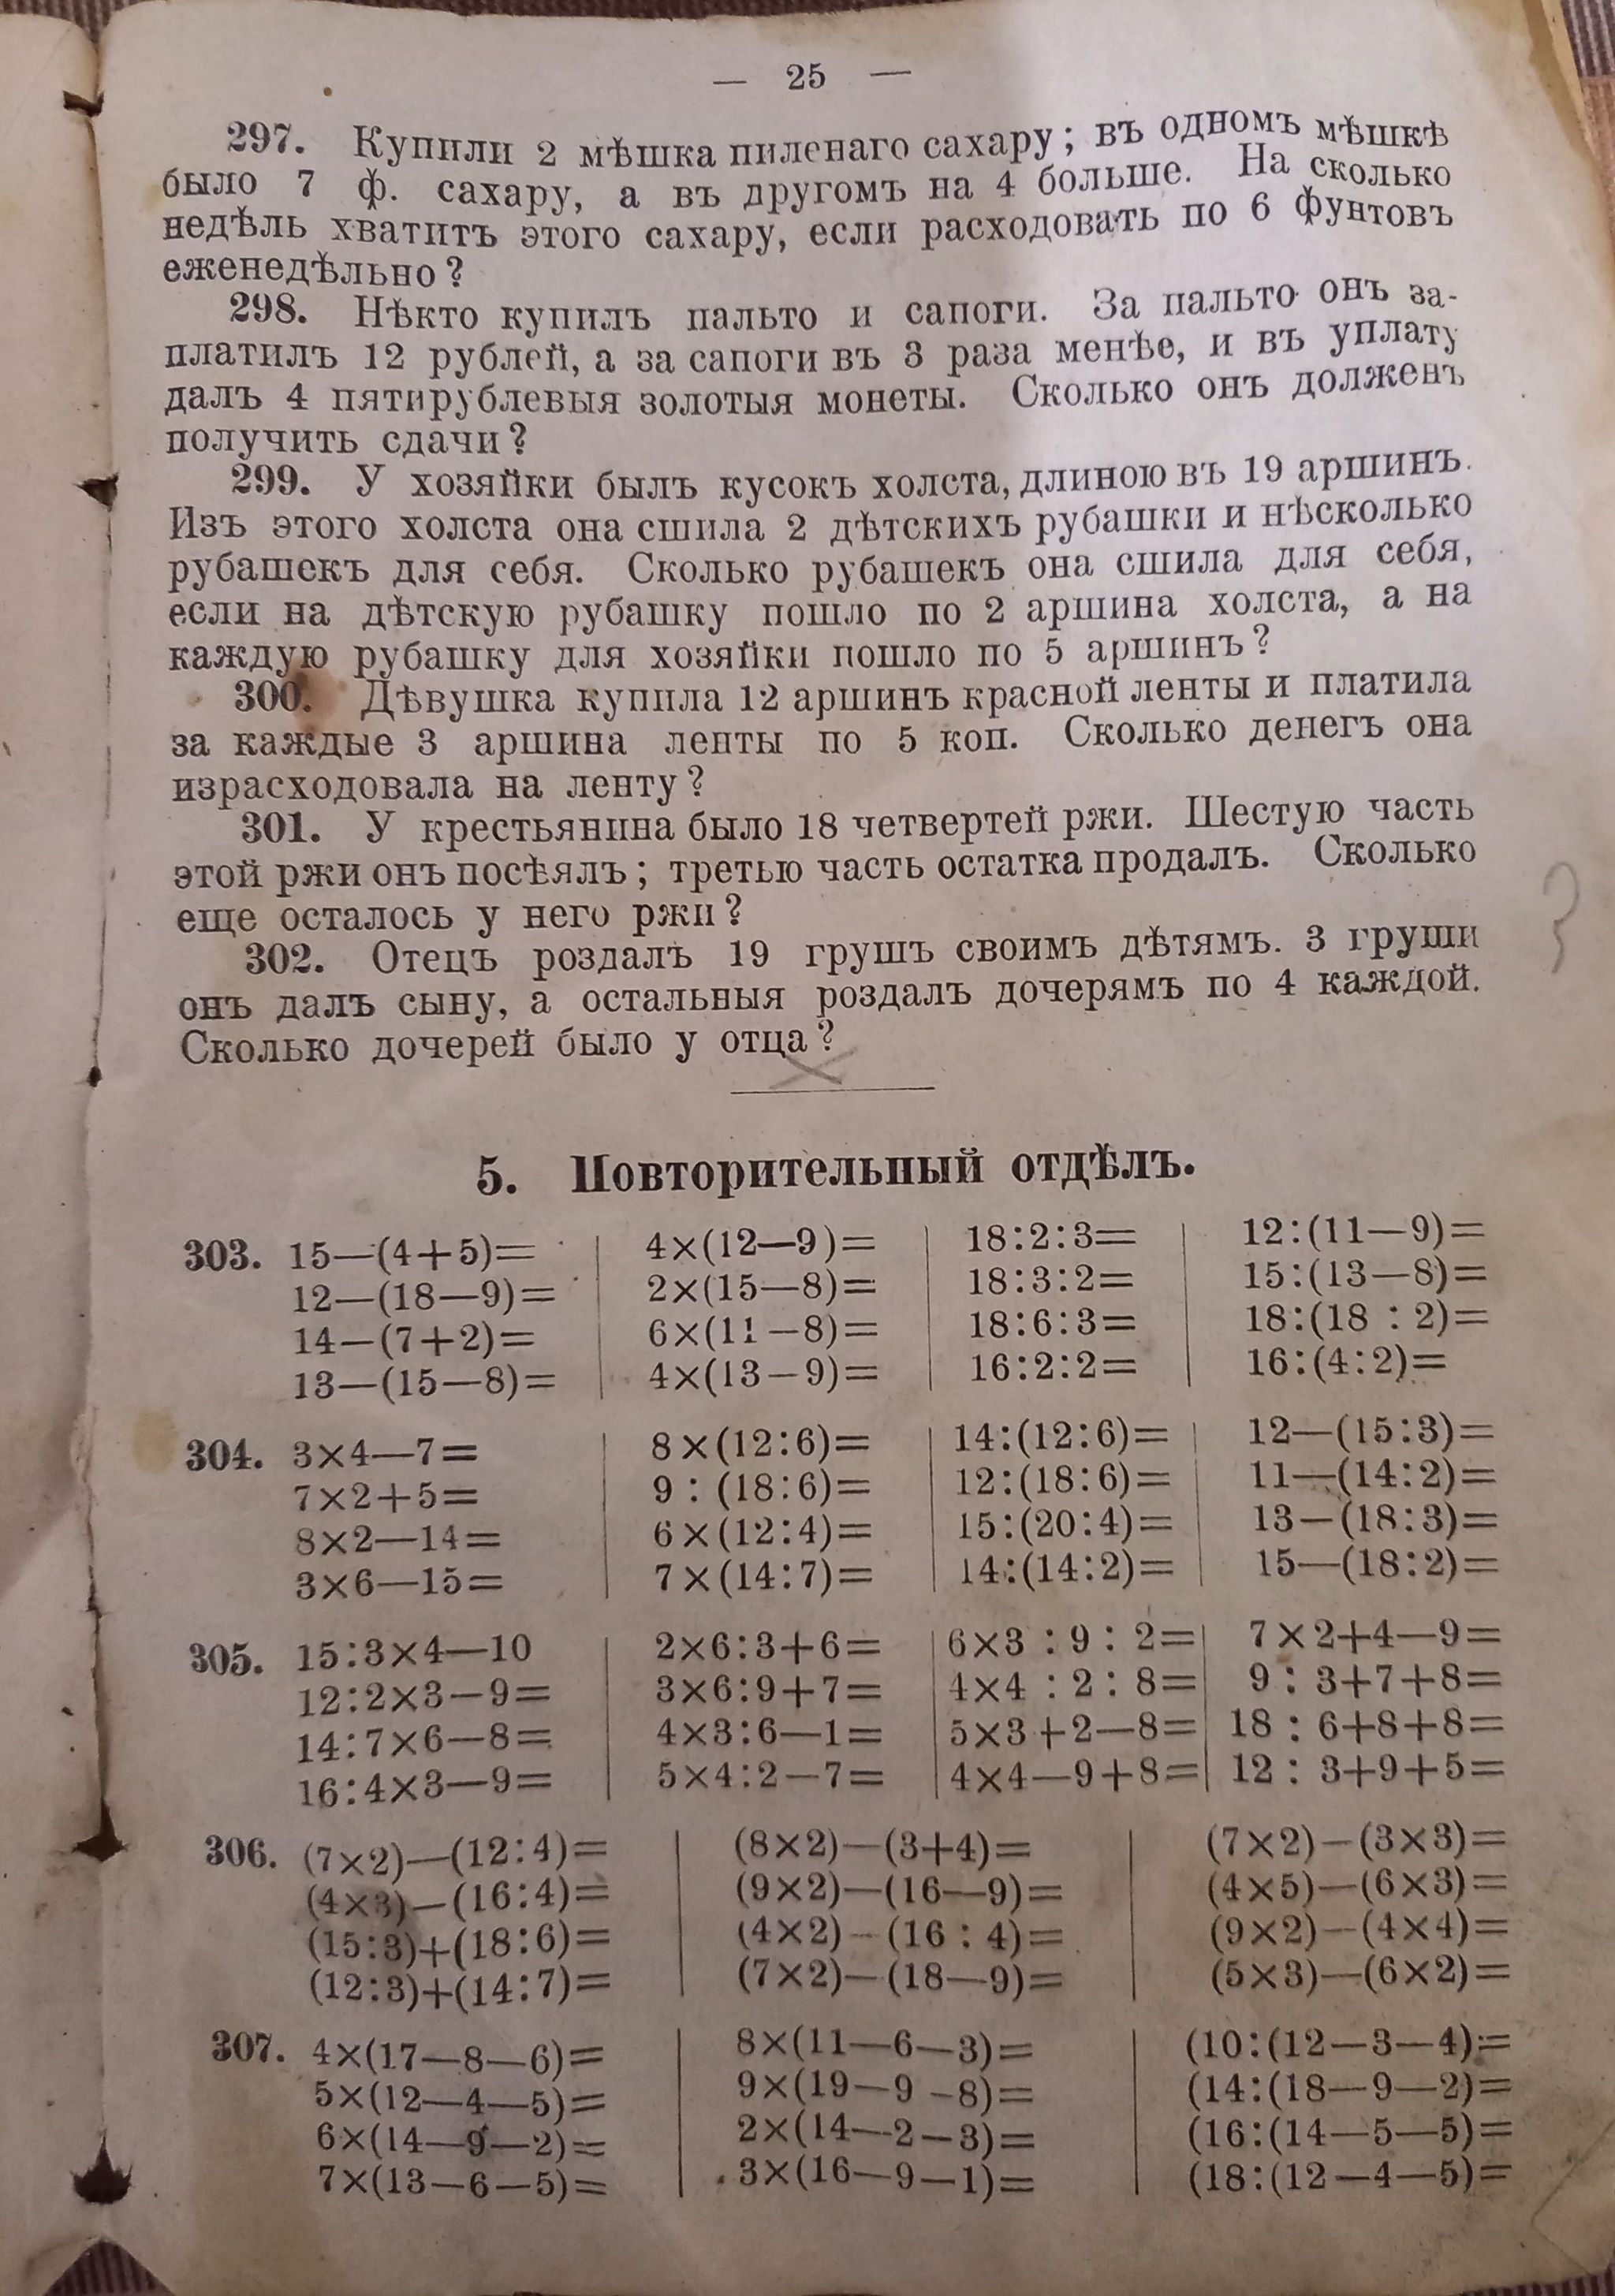 — 25 —
297. Купили 2 мѣшка пиленаго сахару; въ одномъ мѣшкѣ
было 7 ф. сахару, а въ другомъ на 4 больше. На сколько
недѣль хватитъ этого сахару, если расходовать по 6 фунтовъ
еженедѣльно?
298. Нѣкто купилъ пальто и сапоги. За пальто онъ за-
платилъ 12 рублей, а за сапоги въ 3 раза менѣе, и въ уплату
далъ 4 пятирублевыя золотыя монеты. Сколько онъ долженъ
получить сдачи?
299. У хозяйки былъ кусокъ холста, длиною въ 19 аршинъ.
Изъ этого холста она сшила 2 дѣтскихъ рубашки и нѣсколько
рубашекъ для себя. Сколько рубашекъ она сшила для себя,
если на дѣтскую рубашку пошло по 2 аршина холста, а на
каждую рубашку для хозяйки пошло по 5 аршинъ?
300. Дѣвушка купила 12 аршинъ красной ленты и платила
за каждые 3 аршина ленты по 5 коп. Сколько денегъ она
израсходовала на ленту?
301. У крестьянина было 18 четвертей ржи. Шестую часть
этой ржи онъ посѣялъ; третью часть остатка продалъ. Сколько
еще осталось у него ржи?
302. Отецъ роздалъ 19 грушъ своимъ дѣтямъ. 3 груши
онъ далъ сыну, а остальныя роздалъ дочерямъ по 4 каждой.
Сколько дочерей было у отца?
5. Повторительный отдѣлъ.
303. 15—(4+5)= 4×(12—9)= 18:2:3= 12:(11—9)=
12—(18—9)= 2×(15—8)= 18:3:2= 15:(13—8)=
14—(7+2)= 6×(11—8)= 18:6:3= 18:(18 : 2)=
13—(15—8)= 4×(13—9)= 16:2:2= 16:(4:2)=
304. 3×4—7= 8×(12:6)= 14:(12:6)= 12—(15:3)=
7×2+5= 9 : (18:6)= 12:(18:6)= 11—(14:2)=
8×2—14= 6×(12:4)= 15:(20:4)= 13—(18:3)=
3×6—15= 7×(14:7)= 14:(14:2)= 15—(18:2)=
305. 15:3×4—10 2×6:3+6= 6×3 : 9 : 2= 7×2+4—9=
12:2×3—9= 3×6:9+7= 4×4 : 2 : 8= 9 : 3+7+8=
14:7×6—8= 4×3:6—1= 5×3+2—8= 18 : 6+8+8=
16:4×3—9= 5×4:2—7= 4×4—9+8= 12 : 3+9+5=
306. (7×2)—(12:4)= (8×2)—(3+4)= (7×2)—(3×3)=
(4×3)—(16:4)= (9×2)—(16—9)= (4×5)—(6×3)=
(15:3)+(18:6)= (4×2)—(16 : 4)= (9×2)—(4×4)=
(12:3)+(14:7)= (7×2)—(18—9)= (5×3)—(6×2)=
307. 4×(17—8—6)= 8×(11—6—3)= (10:(12—3—4)=
5×(12—4—5)= 9×(19—9—8)= (14:(18—9—2)=
6×(14—9—2)= 2×(14—2—3)= (16:(14—5—5)=
7×(13—6—5)= 3×(16—9—1)= (18:(12—4—5)=